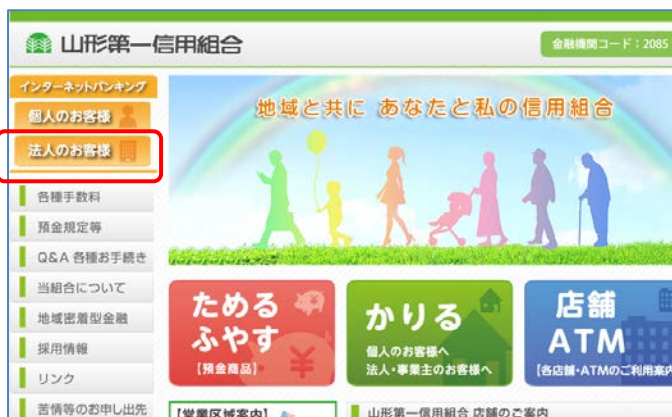 山形第一信用組合
金融機関コード：2085
インターネットバンキング
個人のお客様
法人のお客様
各種手数料
預金規定等
Q&A 各種お手続き
当組合について
地域密着型金融
採用情報
リンク
苦情等のお申し出先
地域と共に あなたと私の信用組合
ためる
ふやす
【預金商品】
かりる
個人のお客様へ
法人・事業主のお客様へ
店舗
ATM
【各店舗・ATMのご利用案内
【営業区域案内】
山形第一信用組合 店舗のご案内